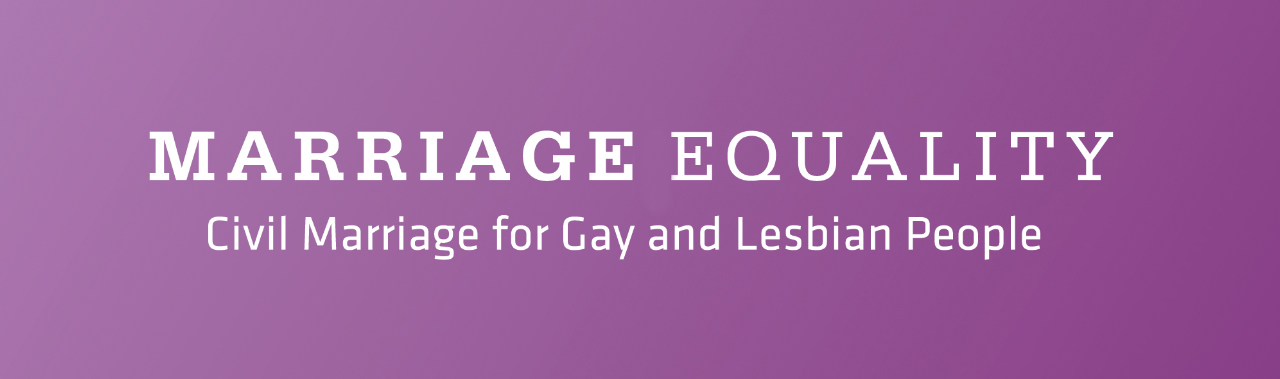 MARRIAGE EQUALITY
Civil Marriage for Gay and Lesbian People